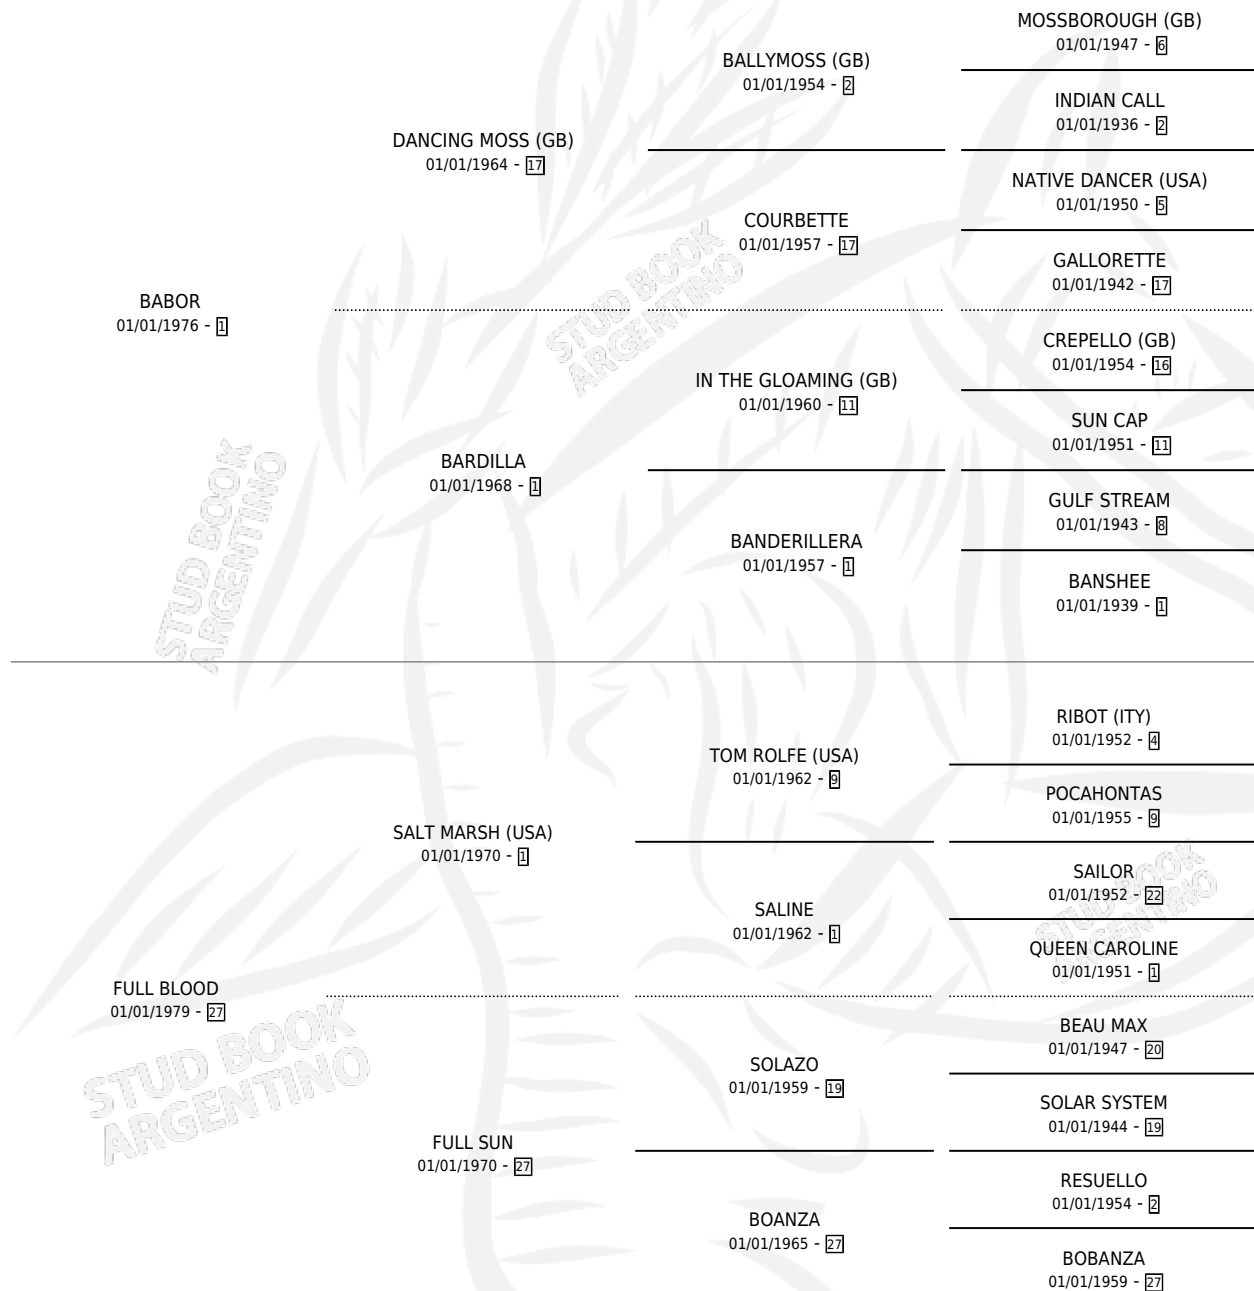 MOSSBOROUGH (GB)
01/01/1947 - 6
BALLYMOSS (GB)
01/01/1954 - 2
INDIAN CALL
01/01/1936 - 2
DANCING MOSS (GB)
01/01/1964 - 17
NATIVE DANCER (USA)
01/01/1950 - 5
COURBETTE
01/01/1957 - 17
GALLORETTE
01/01/1942 - 17
BABOR
01/01/1976 - 1
CREPELLO (GB)
01/01/1954 - 16
IN THE GLOAMING (GB)
01/01/1960 - 11
SUN CAP
01/01/1951 - 11
BARDILLA
01/01/1968 - 1
GULF STREAM
01/01/1943 - 8
BANDERILLERA
01/01/1957 - 1
BANSHEE
01/01/1939 - 1
RIBOT (ITY)
01/01/1952 - 4
TOM ROLFE (USA)
01/01/1962 - 9
POCAHONTAS
01/01/1955 - 9
SALT MARSH (USA)
01/01/1970 - 1
SAILOR
01/01/1952 - 22
SALINE
01/01/1962 - 1
QUEEN CAROLINE
01/01/1951 - 1
FULL BLOOD
01/01/1979 - 27
BEAU MAX
01/01/1947 - 20
SOLAZO
01/01/1959 - 19
SOLAR SYSTEM
01/01/1944 - 19
FULL SUN
01/01/1970 - 27
RESUELLO
01/01/1954 - 2
BOANZA
01/01/1965 - 27
BOBANZA
01/01/1959 - 27
STUD BOOK
ARGENTINO
STUD BOOK
ARGENTINO
STUD BOOK
ARGENTINO
STUD BOOK
ARGENTINO